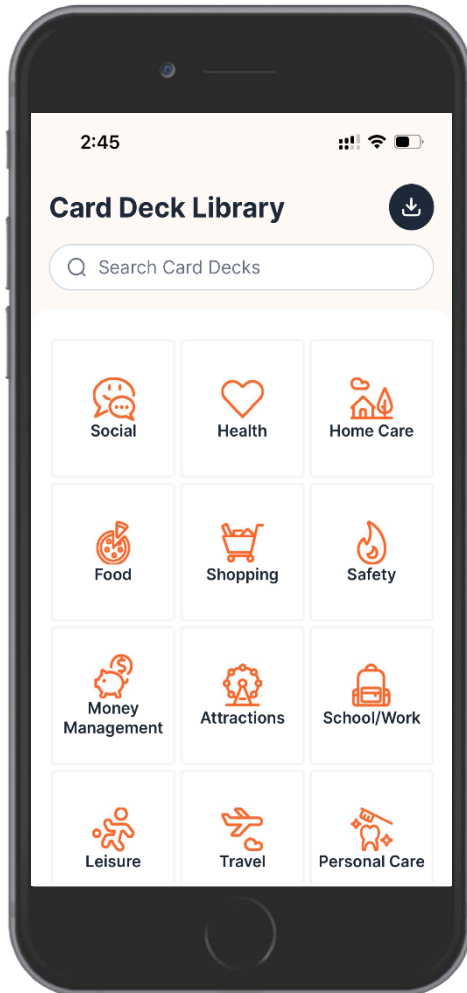 2:45
Card Deck Library
Search Card Decks
Social
Health
Home Care
Food
Shopping
Safety
Money
Management
Attractions
School/Work
Leisure
Travel
Personal Care